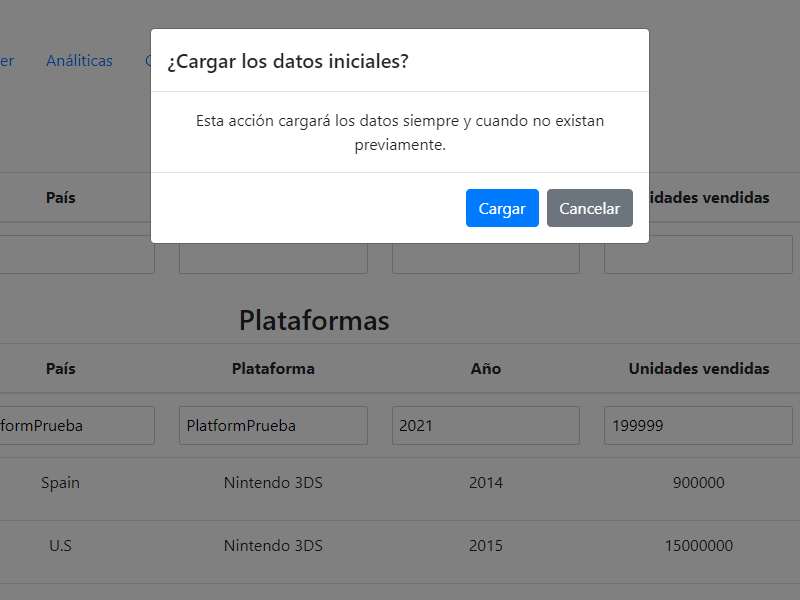 ¿Cargar los datos iniciales?
er Análiticas
Esta acción cargará los datos siempre y cuando no existan
previamente.
País idades vendidas
Cargar Cancelar
Plataformas
País Plataforma Año Unidades vendidas
formPrueba PlatformPrueba 2021 199999
Spain Nintendo 3DS 2014 900000
U.S Nintendo 3DS 2015 15000000